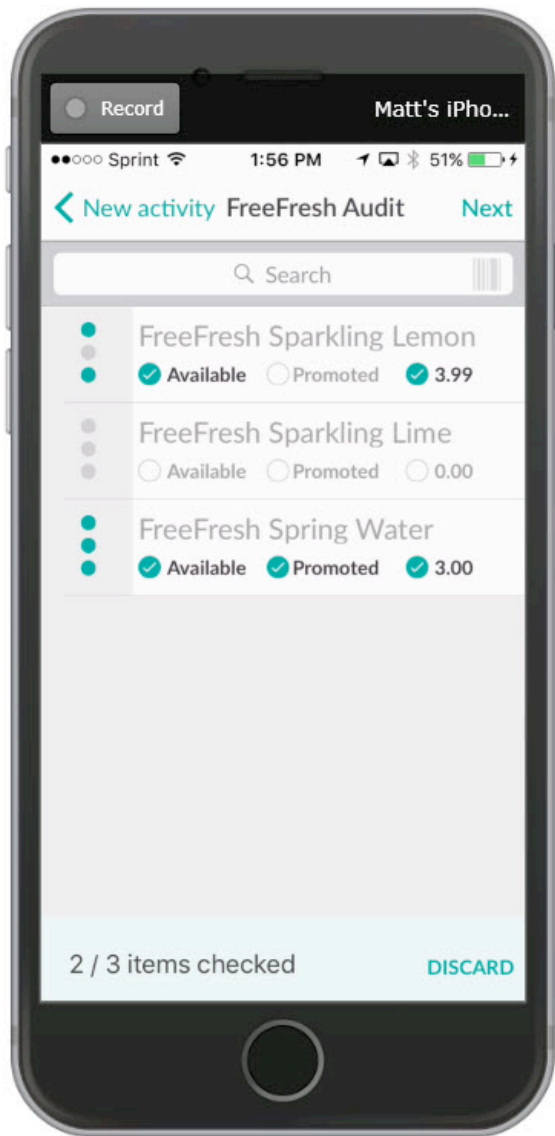 Record Matt's iPho...
Sprint 1:56 PM 51%
New activity FreeFresh Audit Next
Search
FreeFresh Sparkling Lemon
Available Promoted 3.99
FreeFresh Sparkling Lime
Available Promoted 0.00
FreeFresh Spring Water
Available Promoted 3.00
2 / 3 items checked DISCARD